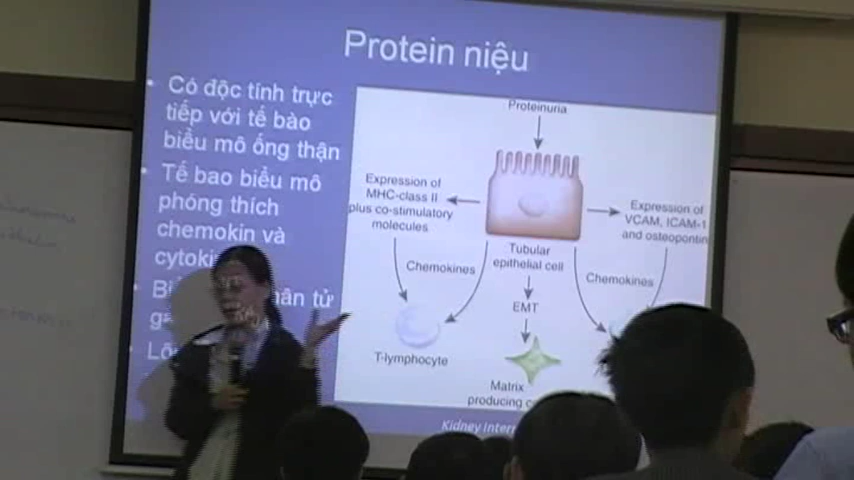 Protein niệu
• Có độc tính trực
tiếp với tế bào
biểu mô ống thận
• Tế bao biểu mô
phóng thích
chemokin và
• 
ân tử
• 
Proteinuria
Expression of
MHC-class II
plus co-stimulatory
molecules
Expression of
VCAM, ICAM-1
and osteopontin
Tubular
epithelial cell
Chemokines
Chemokines
EMT
T-lymphocyte
Matrix
producing
Kidney